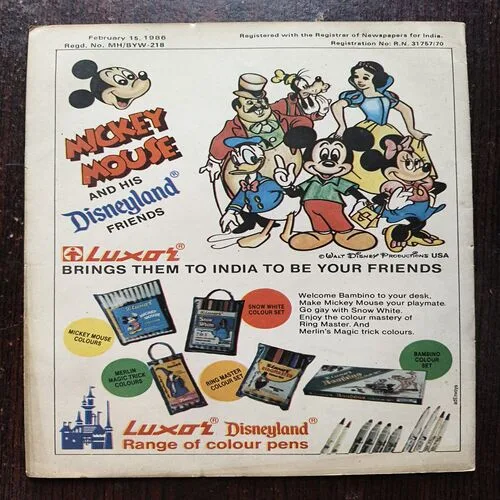 February 15, 1986
Regd. No. MH/BYW-218
Registered with the Registrar of Newspapers for India.
Registration No: R.N. 31757/70
MICKEY
MOUSE
AND HIS
Disneyland®
FRIENDS
© WALT DISNEY PRODUCTIONS USA
Luxor®
BRINGS THEM TO INDIA TO BE YOUR FRIENDS
Welcome Bambino to your desk.
Make Mickey Mouse your playmate.
Go gay with Snow White.
Enjoy the colour mastery of
Ring Master. And
Merlin's Magic trick colours.
MICKEY MOUSE
COLOURS
SNOW WHITE
COLOUR SET
MERLIN
MAGIC TRICK
COLOURS
RING MASTER
COLOUR SET
BAMBINO
COLOUR
SET
Luxor® Disneyland®
Range of colour pens